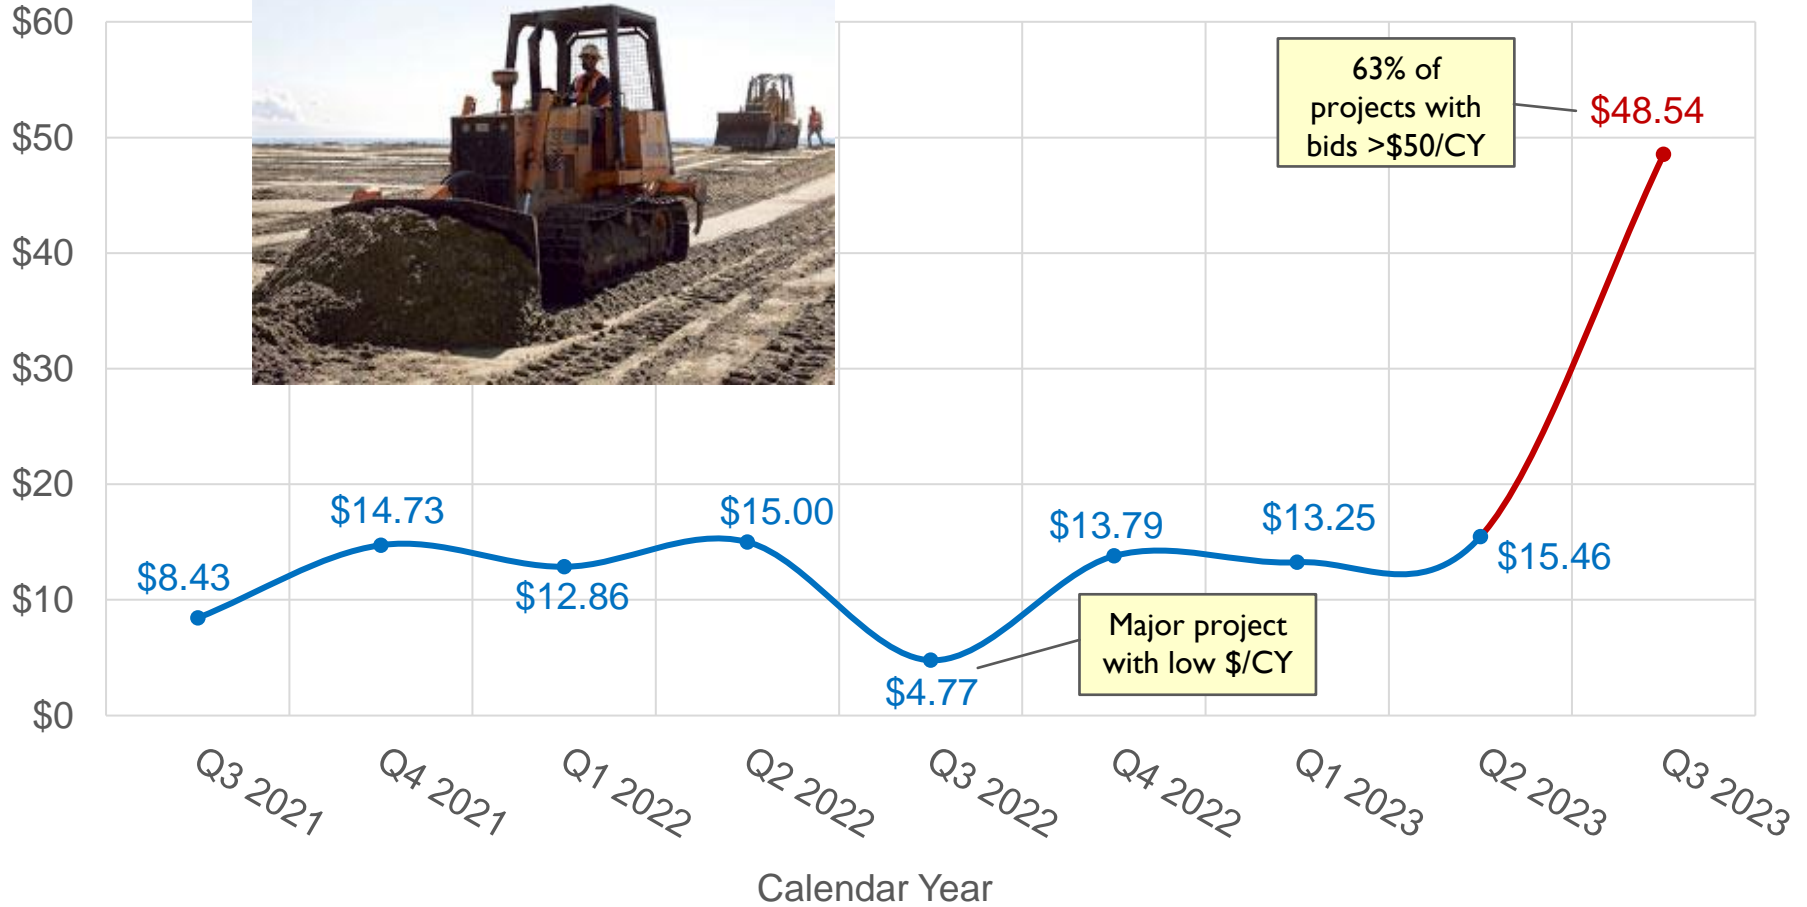 $60
$50
$40
$30
$20
$10
$0
63% of
projects with
bids >$50/CY
$48.54
$8.43
$14.73
$12.86
$15.00
$4.77
$13.79
$13.25
$15.46
Major project
with low $/CY
Q3 2021
Q4 2021
Q1 2022
Q2 2022
Q3 2022
Q4 2022
Q1 2023
Q2 2023
Q3 2023
Calendar Year